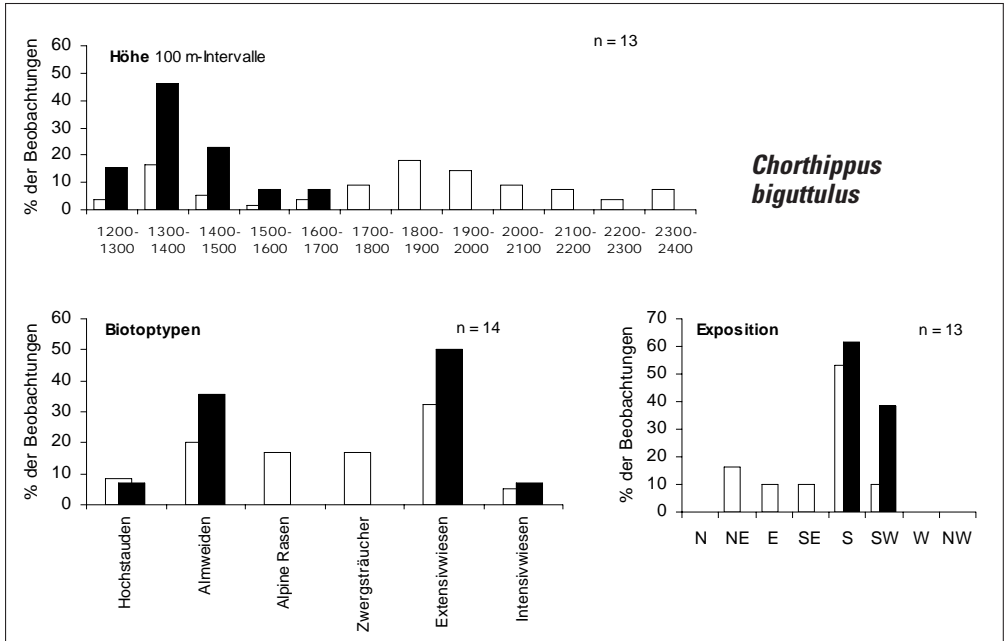 Höhe 100 m-Intervalle
n = 13
% der Beobachtungen
60
50
40
30
20
10
0
1200-1300
1300-1400
1400-1500
1500-1600
1600-1700
1700-1800
1800-1900
1900-2000
2000-2100
2100-2200
2200-2300
2300-2400
Chorthippus
biguttulus
Biotoptypen
n = 14
% der Beobachtungen
60
50
40
30
20
10
0
Hochstauden
Almweiden
Alpine Rasen
Zwergsträucher
Extensivwiesen
Intensivwiesen
Exposition
n = 13
% der Beobachtungen
70
60
50
40
30
20
10
0
N NE E SE S SW W NW